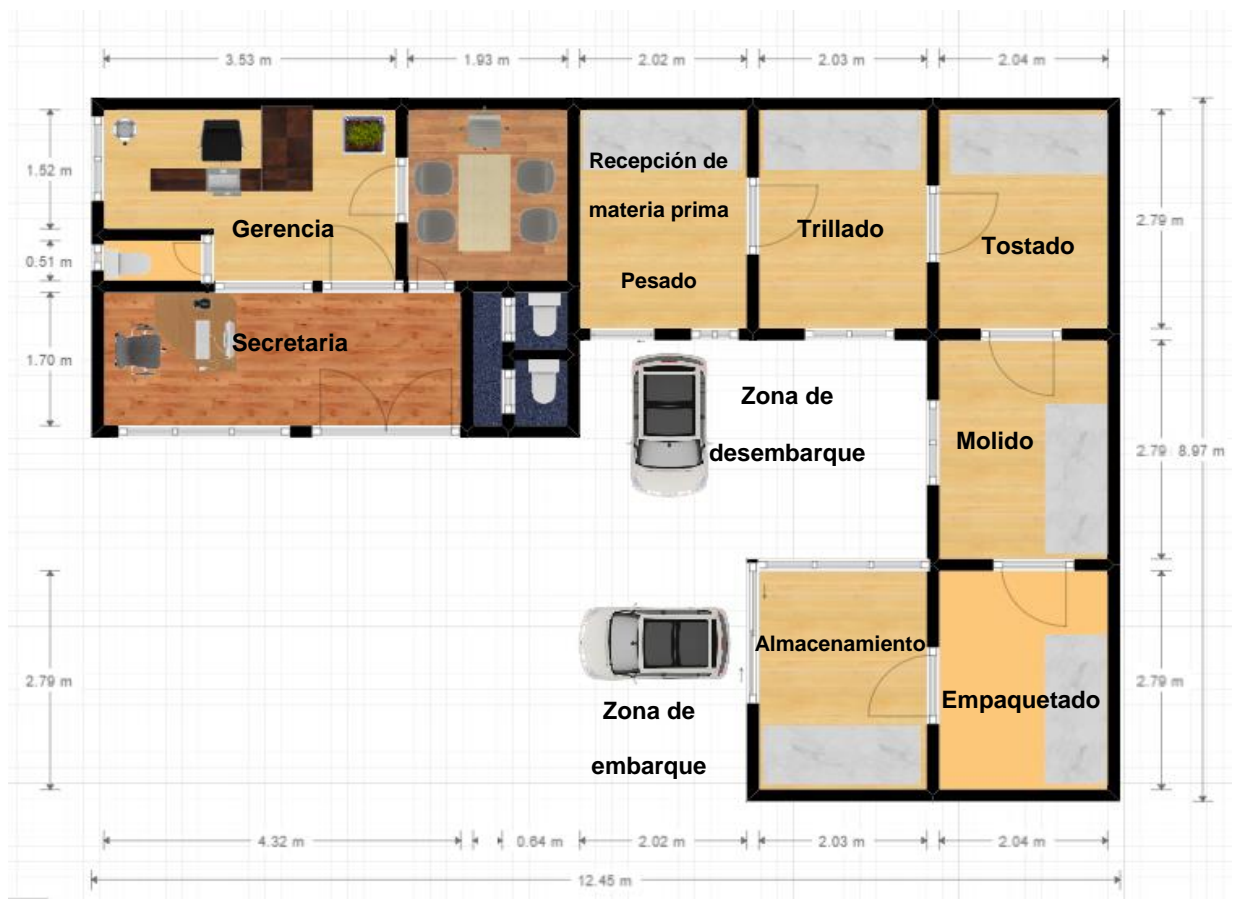 3.53 m
1.93 m
2.02 m
2.03 m
2.04 m
1.52 m
0.51 m
1.70 m
2.79 m
Gerencia
Secretaria
Recepción de
materia prima
Pesado
Trillado
Tostado
2.79 m
Zona de
desembarque
Molido
2.79
8.97 m
Almacenamiento
Empaquetado
2.79 m
Zona de
embarque
4.32 m
0.64 m
2.02 m
2.03 m
2.04 m
12.45 m